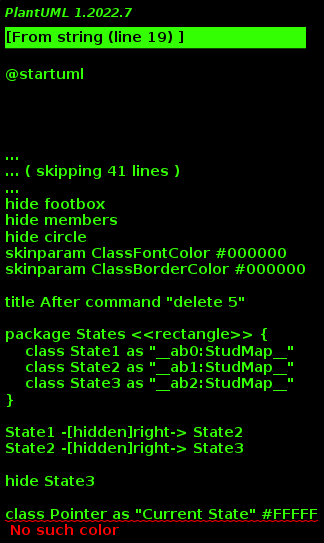 PlantUML 1.2022.7
[From string (line 19) ]
@startuml
...
... ( skipping 41 lines )
...
hide footbox
hide members
hide circle
skinparam ClassFontColor #000000
skinparam ClassBorderColor #000000
title After command "delete 5"
package States <<rectangle>> {
    class State1 as "__ab0:StudMap__"
    class State2 as "__ab1:StudMap__"
    class State3 as "__ab2:StudMap__"
}
State1 -[hidden]right-> State2
State2 -[hidden]right-> State3
hide State3
class Pointer as "Current State" #FFFFF
No such color